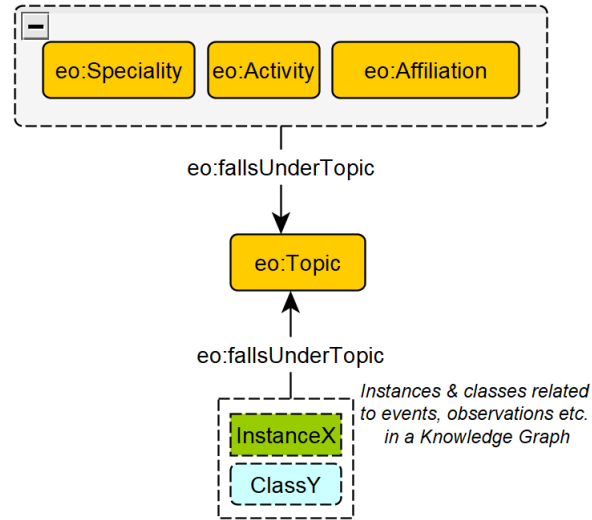 eo:Speciality eo:Activity eo:Affiliation
eo:fallsUnderTopic
eo:Topic
eo:fallsUnderTopic
Instances & classes related
to events, observations etc.
in a Knowledge Graph
InstanceX
ClassY